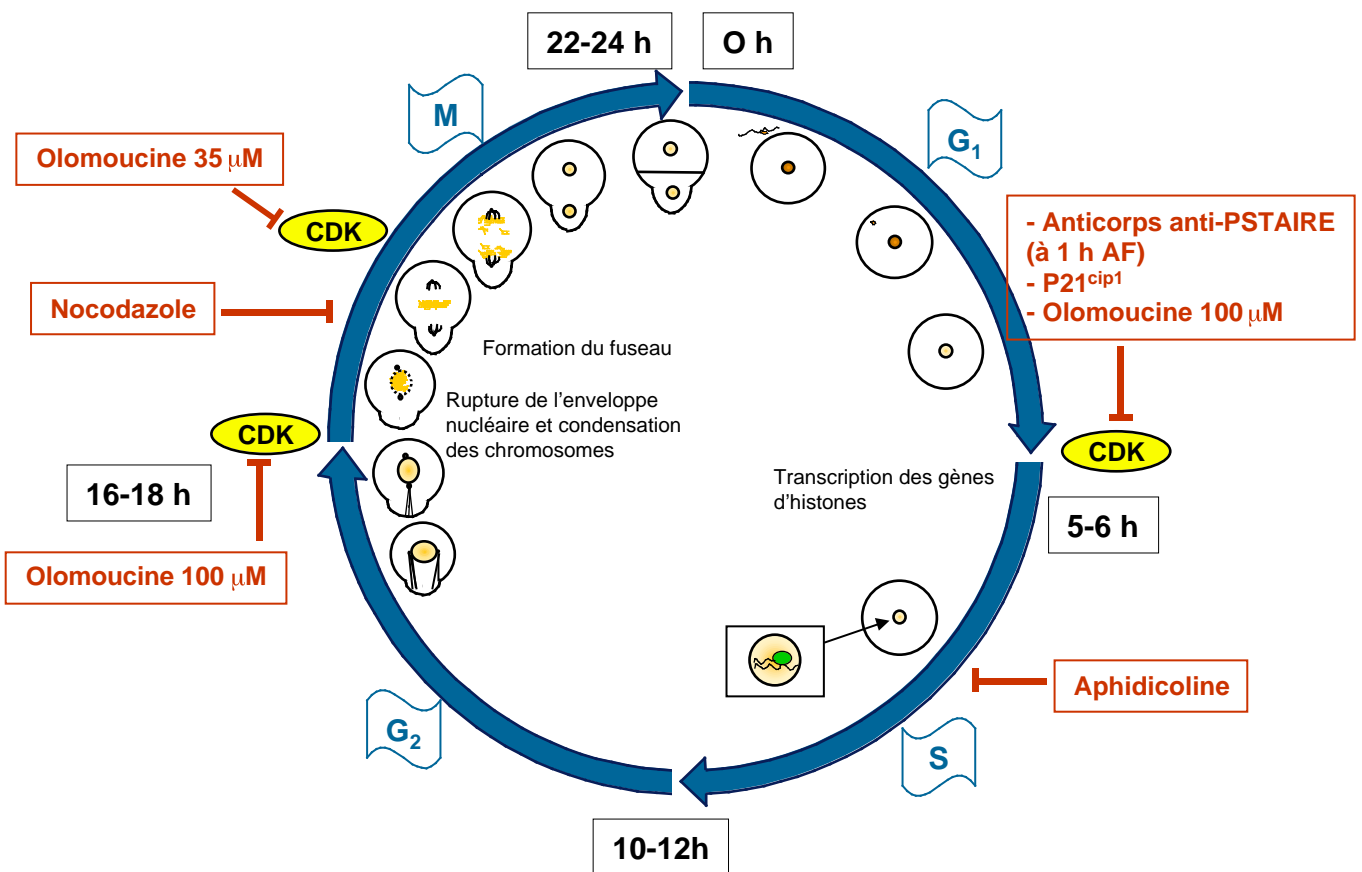 22-24 h
O h
M
G₁
Olomoucine 35 μM
CDK
- Anticorps anti-PSTAIRE
(à 1 h AF)
- P21ᶜⁱᵖ¹
- Olomoucine 100 μM
Nocodazole
Formation du fuseau
Rupture de l’enveloppe
nucléaire et condensation
des chromosomes
CDK
CDK
16-18 h
Transcription des gènes
d’histones
5-6 h
Olomoucine 100 μM
Aphidicoline
G₂
S
10-12h